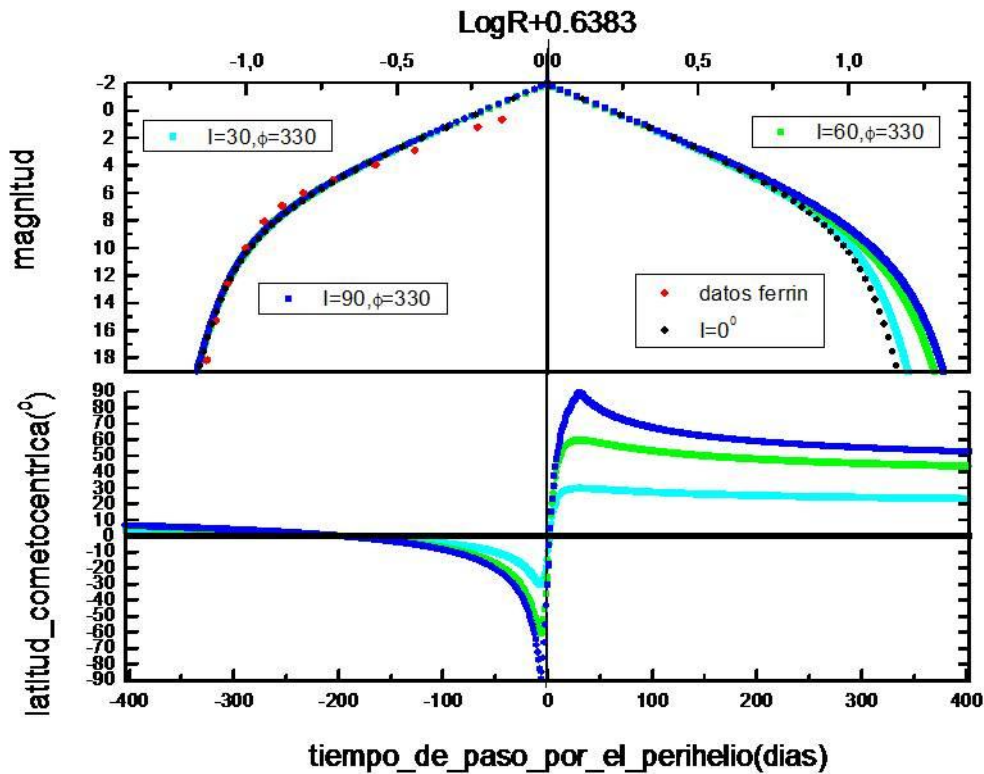 LogR+0.6383
-1,0 -0,5 0,0 0,5 1,0
magnitud
-2
0
2
4
6
8
10
12
14
16
18
I=30,ϕ=330
I=60,ϕ=330
I=90,ϕ=330
datos ferrin
I=0⁰
latitud_cometocentrica(⁰)
90
80
70
60
50
40
30
20
10
0
-10
-20
-30
-40
-50
-60
-70
-80
-90
-400 -300 -200 -100 0 100 200 300 400
tiempo_de_paso_por_el_perihelio(dias)